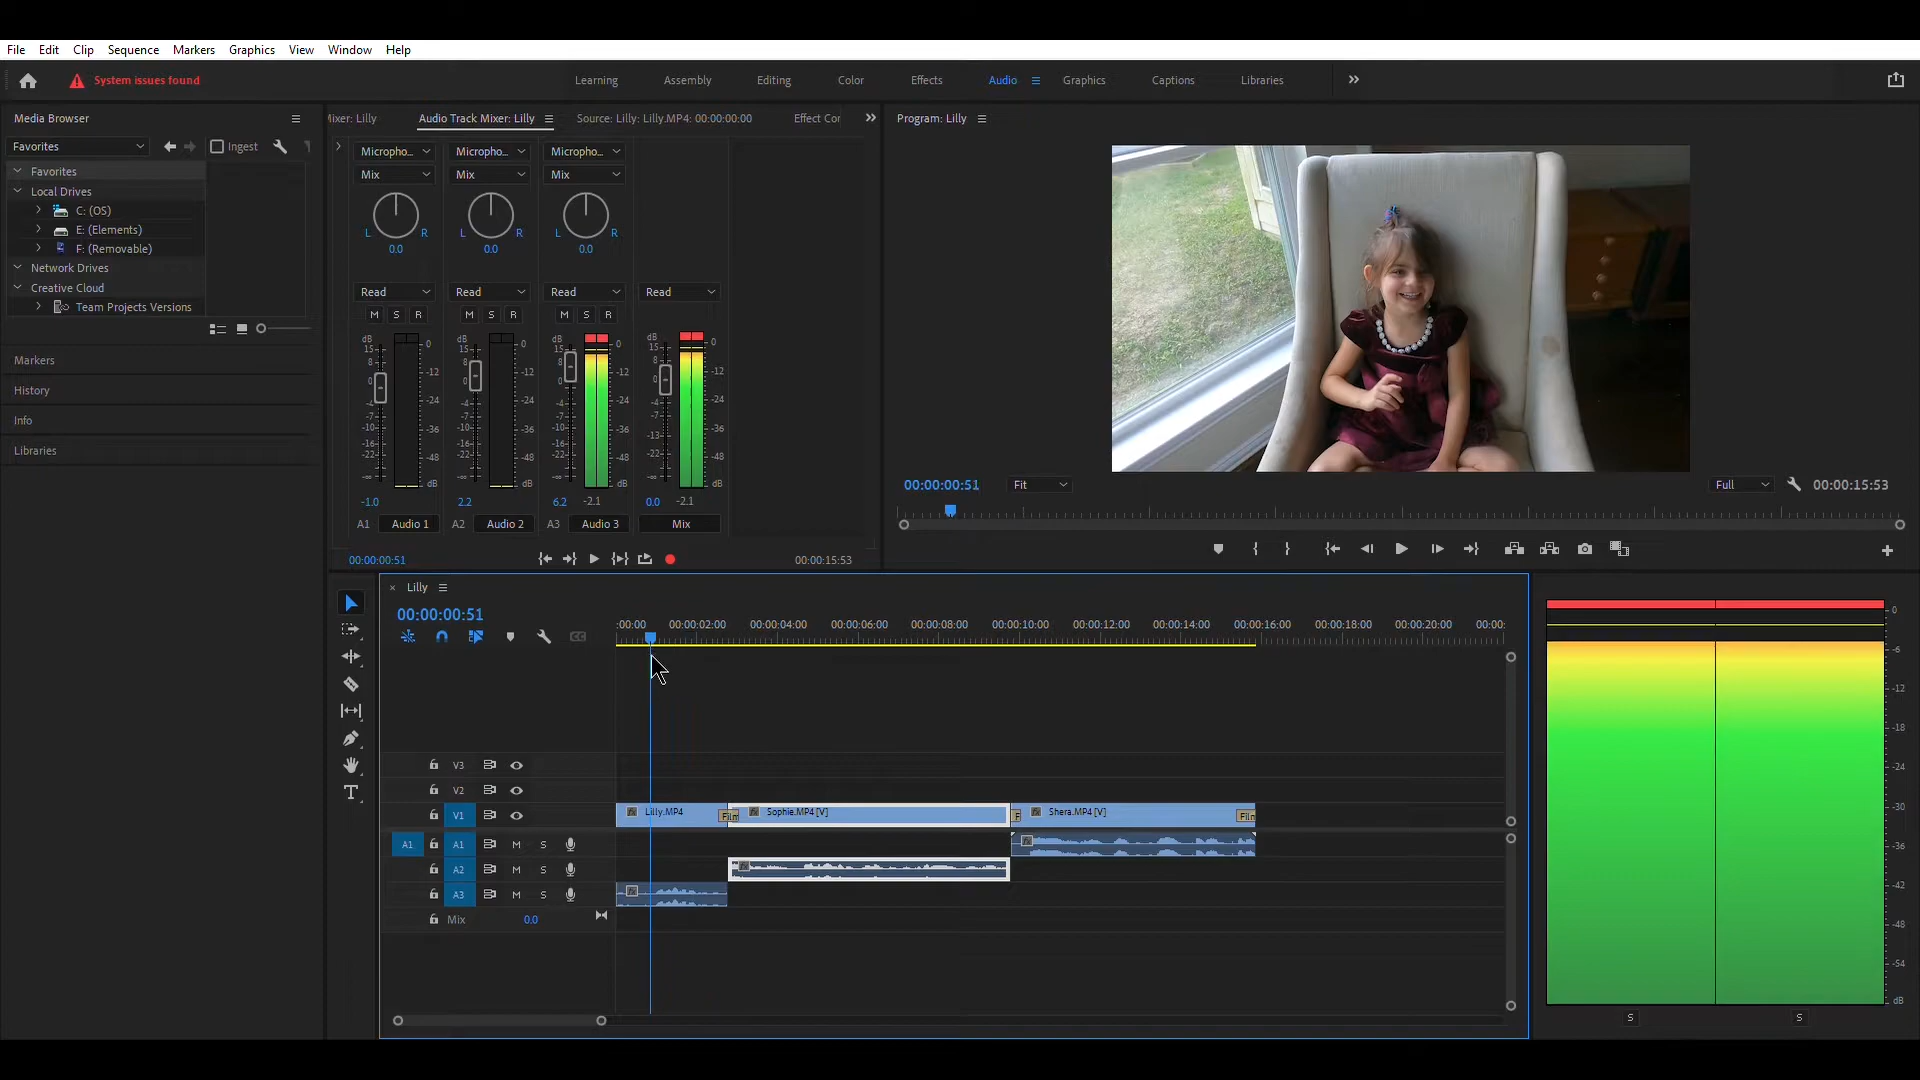 File Edit Clip Sequence Markers Graphics View Window Help
System issues found
Learning Assembly Editing Color Effects Audio Graphics Captions Libraries
Media Browser
Favorites
Ingest
Favorites
Local Drives
C: (OS)
E: (Elements)
F: (Removable)
Network Drives
Creative Cloud
Team Projects Versions
Markers
History
Info
Libraries
Mixer: Lilly Audio Track Mixer: Lilly Source: Lilly: Lilly.MP4: 00:00:00:00 Effect Cor
Micropho... Micropho... Micropho...
Mix Mix Mix
L R L R L R
0.0 0.0 0.0
Read Read Read Read
M S R M S R M S R
dB 0 dB 0 dB 0 dB 0
15 15 15 15
8 8 8 8
0 -12 0 -12 0 -12 0 -12
-4 -24 -4 -24 -4 -24 -4 -24
-7 -7 -7 -7
-10 -36 -10 -36 -10 -36 -13 -36
-16 -16 -16
-22 -48 -22 -48 -22 -48 -22 -48
-∞ dB -∞ dB -∞ dB -∞ dB
-1.0 2.2 6.2 -2.1 0.0 -2.1
A1 Audio 1 A2 Audio 2 A3 Audio 3 Mix
00:00:00:51 00:00:15:53
Program: Lilly
00:00:00:51 Fit Full 00:00:15:53
Lilly
00:00:00:51
:00:00 00:00:02:00 00:00:04:00 00:00:06:00 00:00:08:00 00:00:10:00 00:00:12:00 00:00:14:00 00:00:16:00 00:00:18:00 00:00:20:00 00:00:
V3
V2
V1 Lilly.MP4 Film Sophie.MP4 [V] F Shera.MP4 [V] Film
A1 A1 M S
A2 M S
A3 M S
Mix 0.0
0
-6
-12
-18
-24
-30
-36
-42
-48
-54
dB
S S